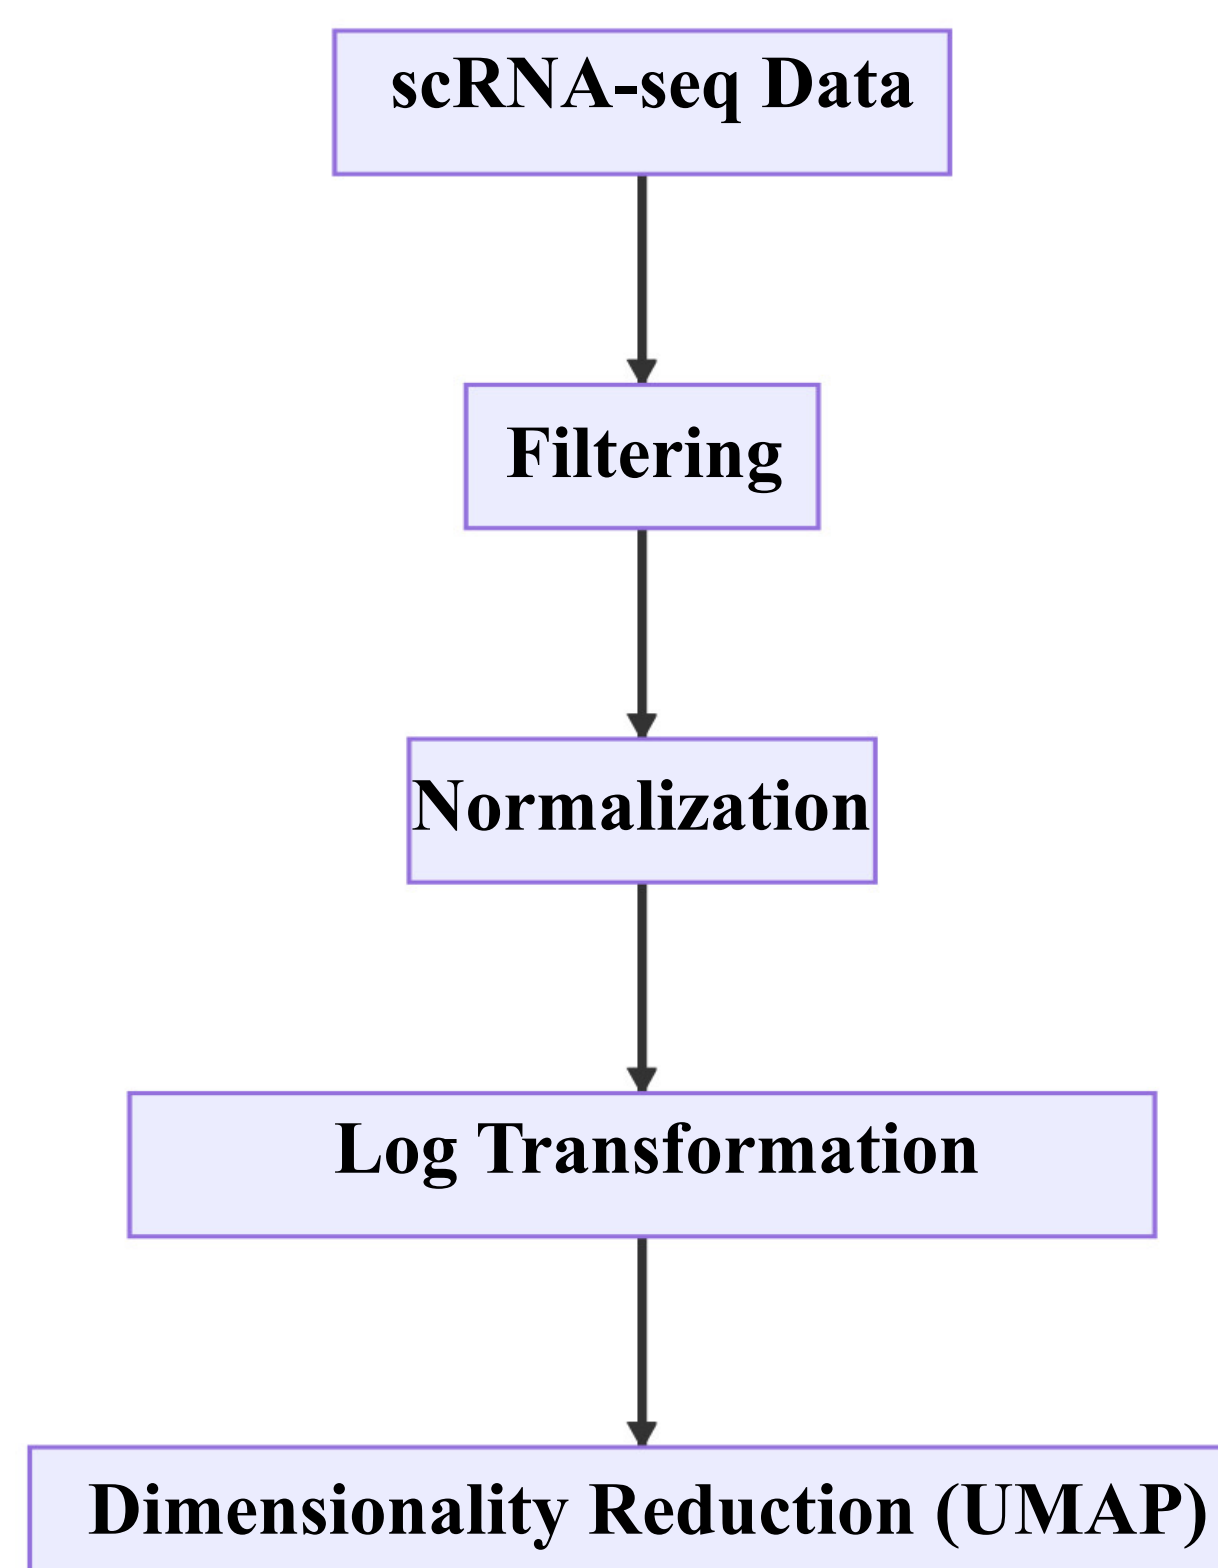 scRNA-seq Data
Filtering
Normalization
Log Transformation
Dimensionality Reduction (UMAP)